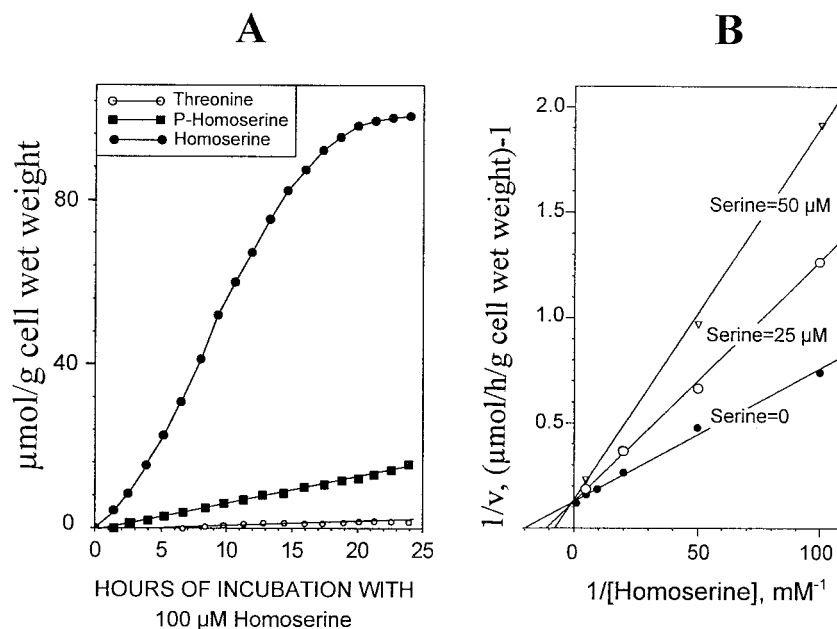 A
B
Threonine
P-Homoserine
Homoserine
80
40
0
0 5 10 15 20 25
µmol/g cell wet weight
HOURS OF INCUBATION WITH
100 µM Homoserine
2.0
1.5
1.0
0.5
0 50 100
1/v, (µmol/h/g cell wet weight)-1
Serine=50 µM
Serine=25 µM
Serine=0
1/[Homoserine], mM-1